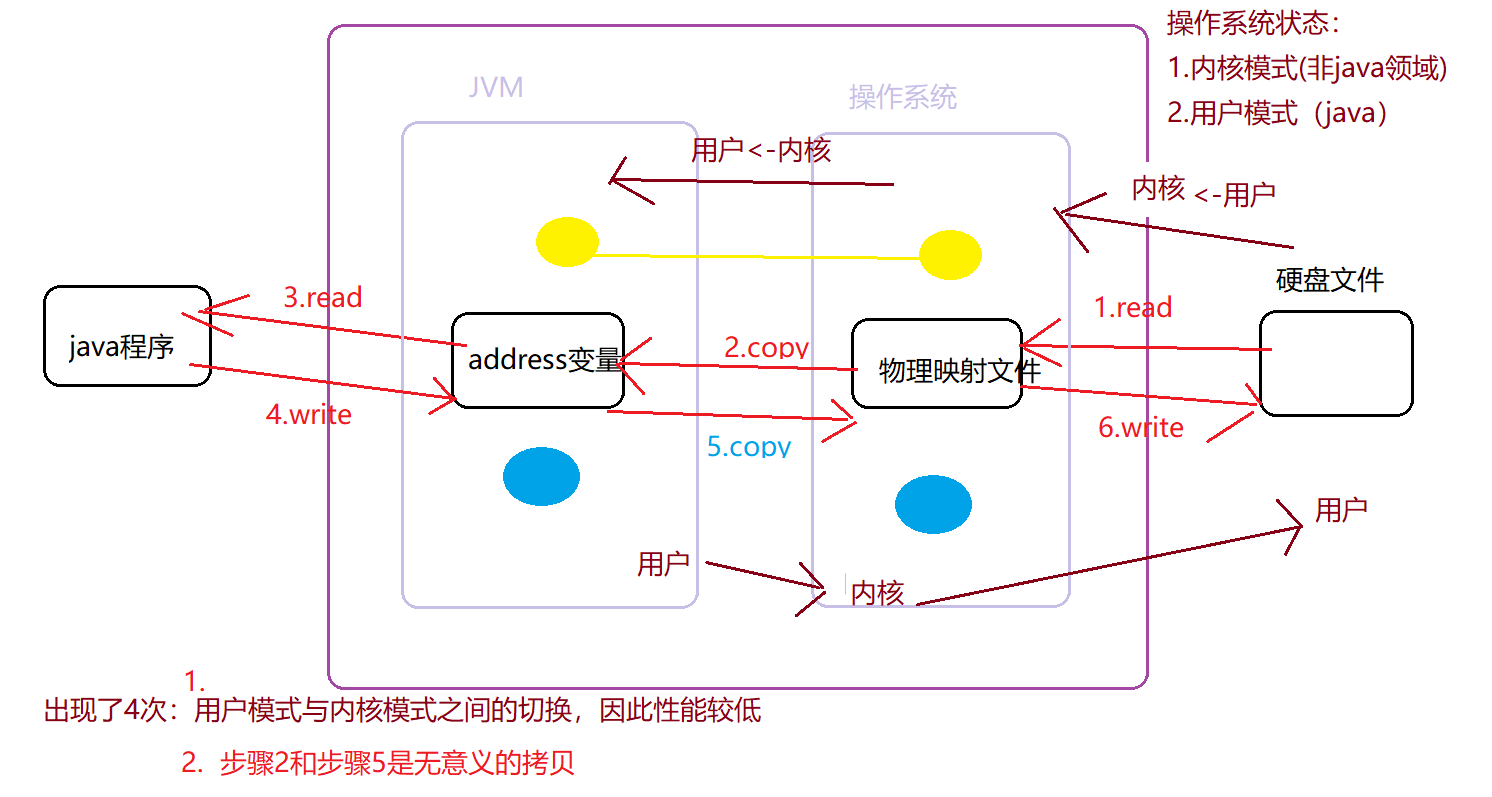 操作系统状态：
1.内核模式(非java领域)
2.用户模式（java）
JVM
操作系统
用户<-内核
内核 <-用户
硬盘文件
3.read
1.read
java程序
address变量
2.copy
物理映射文件
4.write
5.copy
6.write
用户
用户
内核
1.
出现了4次：用户模式与内核模式之间的切换，因此性能较低
2. 步骤2和步骤5是无意义的拷贝